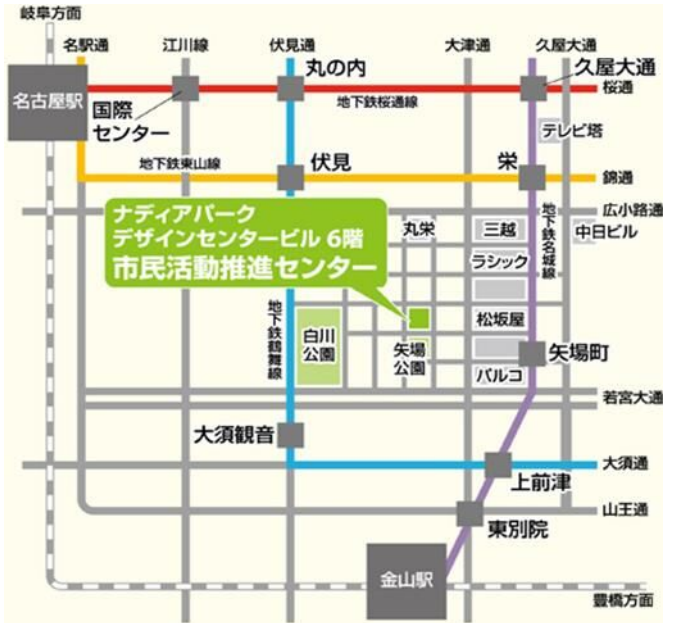 岐阜方面
名駅通
江川線
伏見通
大津通
久屋大通
丸の内
久屋大通
名古屋駅
国際
センター
地下鉄桜通線
桜通
テレビ塔
地下鉄東山線
伏見
栄
錦通
広小路通
ナディアパーク
デザインセンタービル 6階
市民活動推進センター
丸栄
三越
地下鉄名城線
中日ビル
ラシック
地下鉄鶴舞線
白川
公園
松坂屋
矢場
公園
矢場町
パルコ
若宮大通
大須観音
大須通
上前津
山王通
東別院
金山駅
豊橋方面